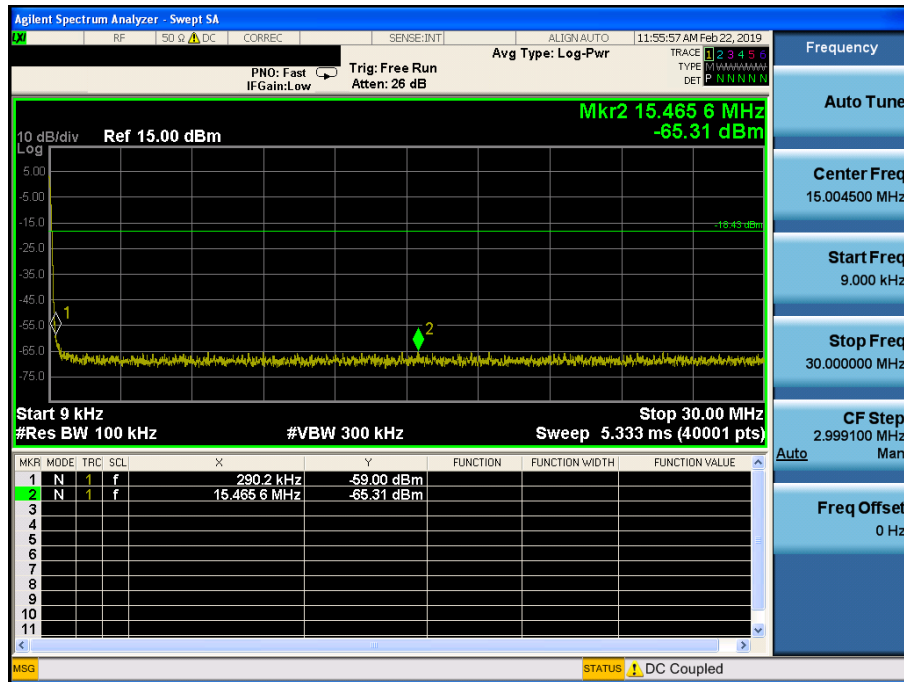 Agilent Spectrum Analyzer - Swept SA
LXI RF 50 Ω DC CORREC SENSE:INT ALIGN AUTO 11:55:57 AM Feb 22, 2019
PNO: Fast
IFGain:Low
Trig: Free Run
Atten: 26 dB
Avg Type: Log-Pwr
TRACE 1 2 3 4 5 6
TYPE M W W W W W
DET P N N N N N
Mkr2 15.465 6 MHz
-65.31 dBm
10 dB/div Ref 15.00 dBm
Log
5.00
-5.00
-15.0
-18.43 dBm
-25.0
-35.0
-45.0
1
-55.0
2
-65.0
-75.0
Start 9 kHz Stop 30.00 MHz
#Res BW 100 kHz #VBW 300 kHz Sweep 5.333 ms (40001 pts)
MKR MODE TRC SCL X Y FUNCTION FUNCTION WIDTH FUNCTION VALUE
1 N 1 f 290.2 kHz -59.00 dBm
2 N 1 f 15.465 6 MHz -65.31 dBm
3
4
5
6
7
8
9
10
11
MSG STATUS DC Coupled
Frequency
Auto Tune
Center Freq
15.004500 MHz
Start Freq
9.000 kHz
Stop Freq
30.000000 MHz
CF Step
2.999100 MHz
Auto Man
Freq Offset
0 Hz